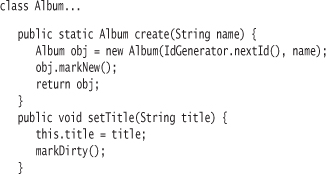 class Album...
public static Album create(String name) {
Album obj = new Album(IdGenerator.nextId(), name);
obj.markNew();
return obj;
}
public void setTitle(String title) {
this.title = title;
markDirty();
}